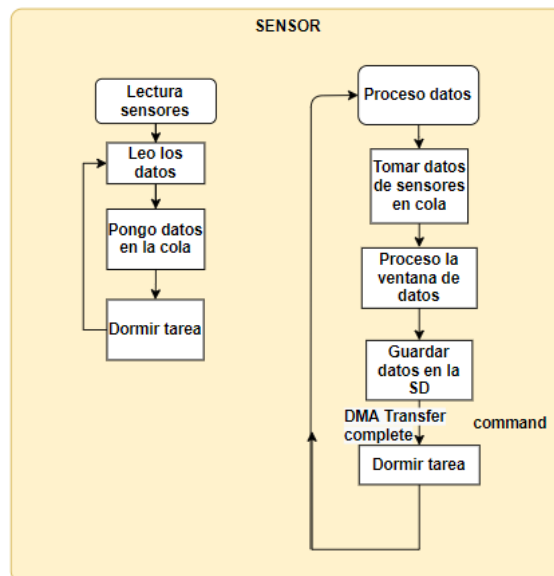 SENSOR
Lectura
sensores
Leo los
datos
Pongo datos
en la cola
Dormir tarea
Proceso datos
Tomar datos
de sensores
en cola
Proceso la
ventana de
datos
Guardar
datos en la
SD
DMA Transfer
complete
command
Dormir tarea